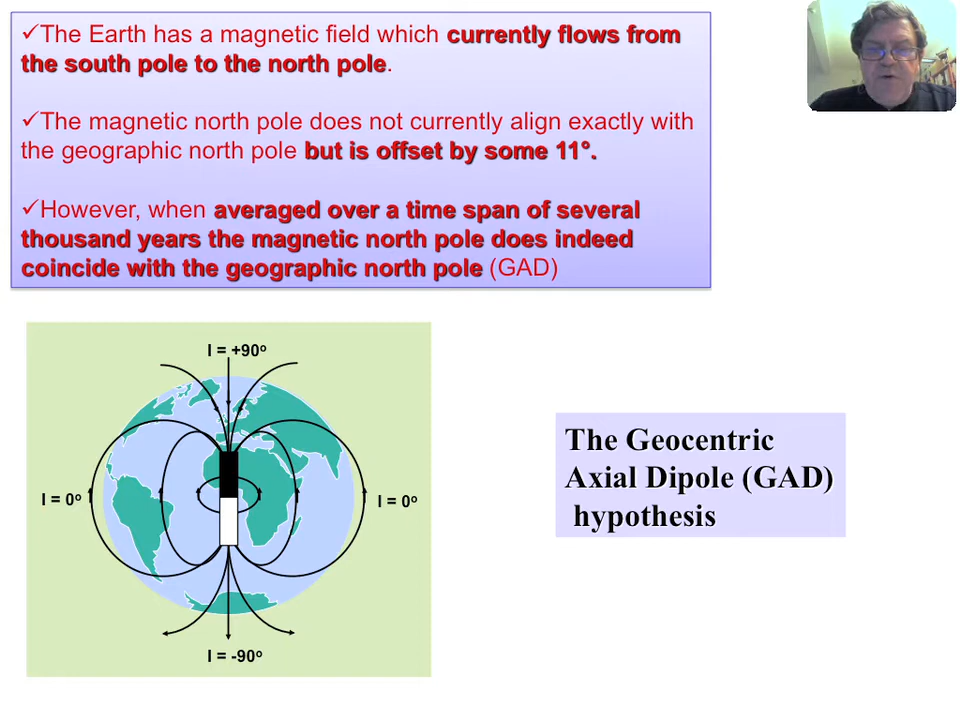 ✓The Earth has a magnetic field which currently flows from
the south pole to the north pole.
✓The magnetic north pole does not currently align exactly with
the geographic north pole but is offset by some 11°.
✓However, when averaged over a time span of several
thousand years the magnetic north pole does indeed
coincide with the geographic north pole (GAD)
I = +90°
I = 0°
I = 0°
I = -90°
The Geocentric
Axial Dipole (GAD)
hypothesis